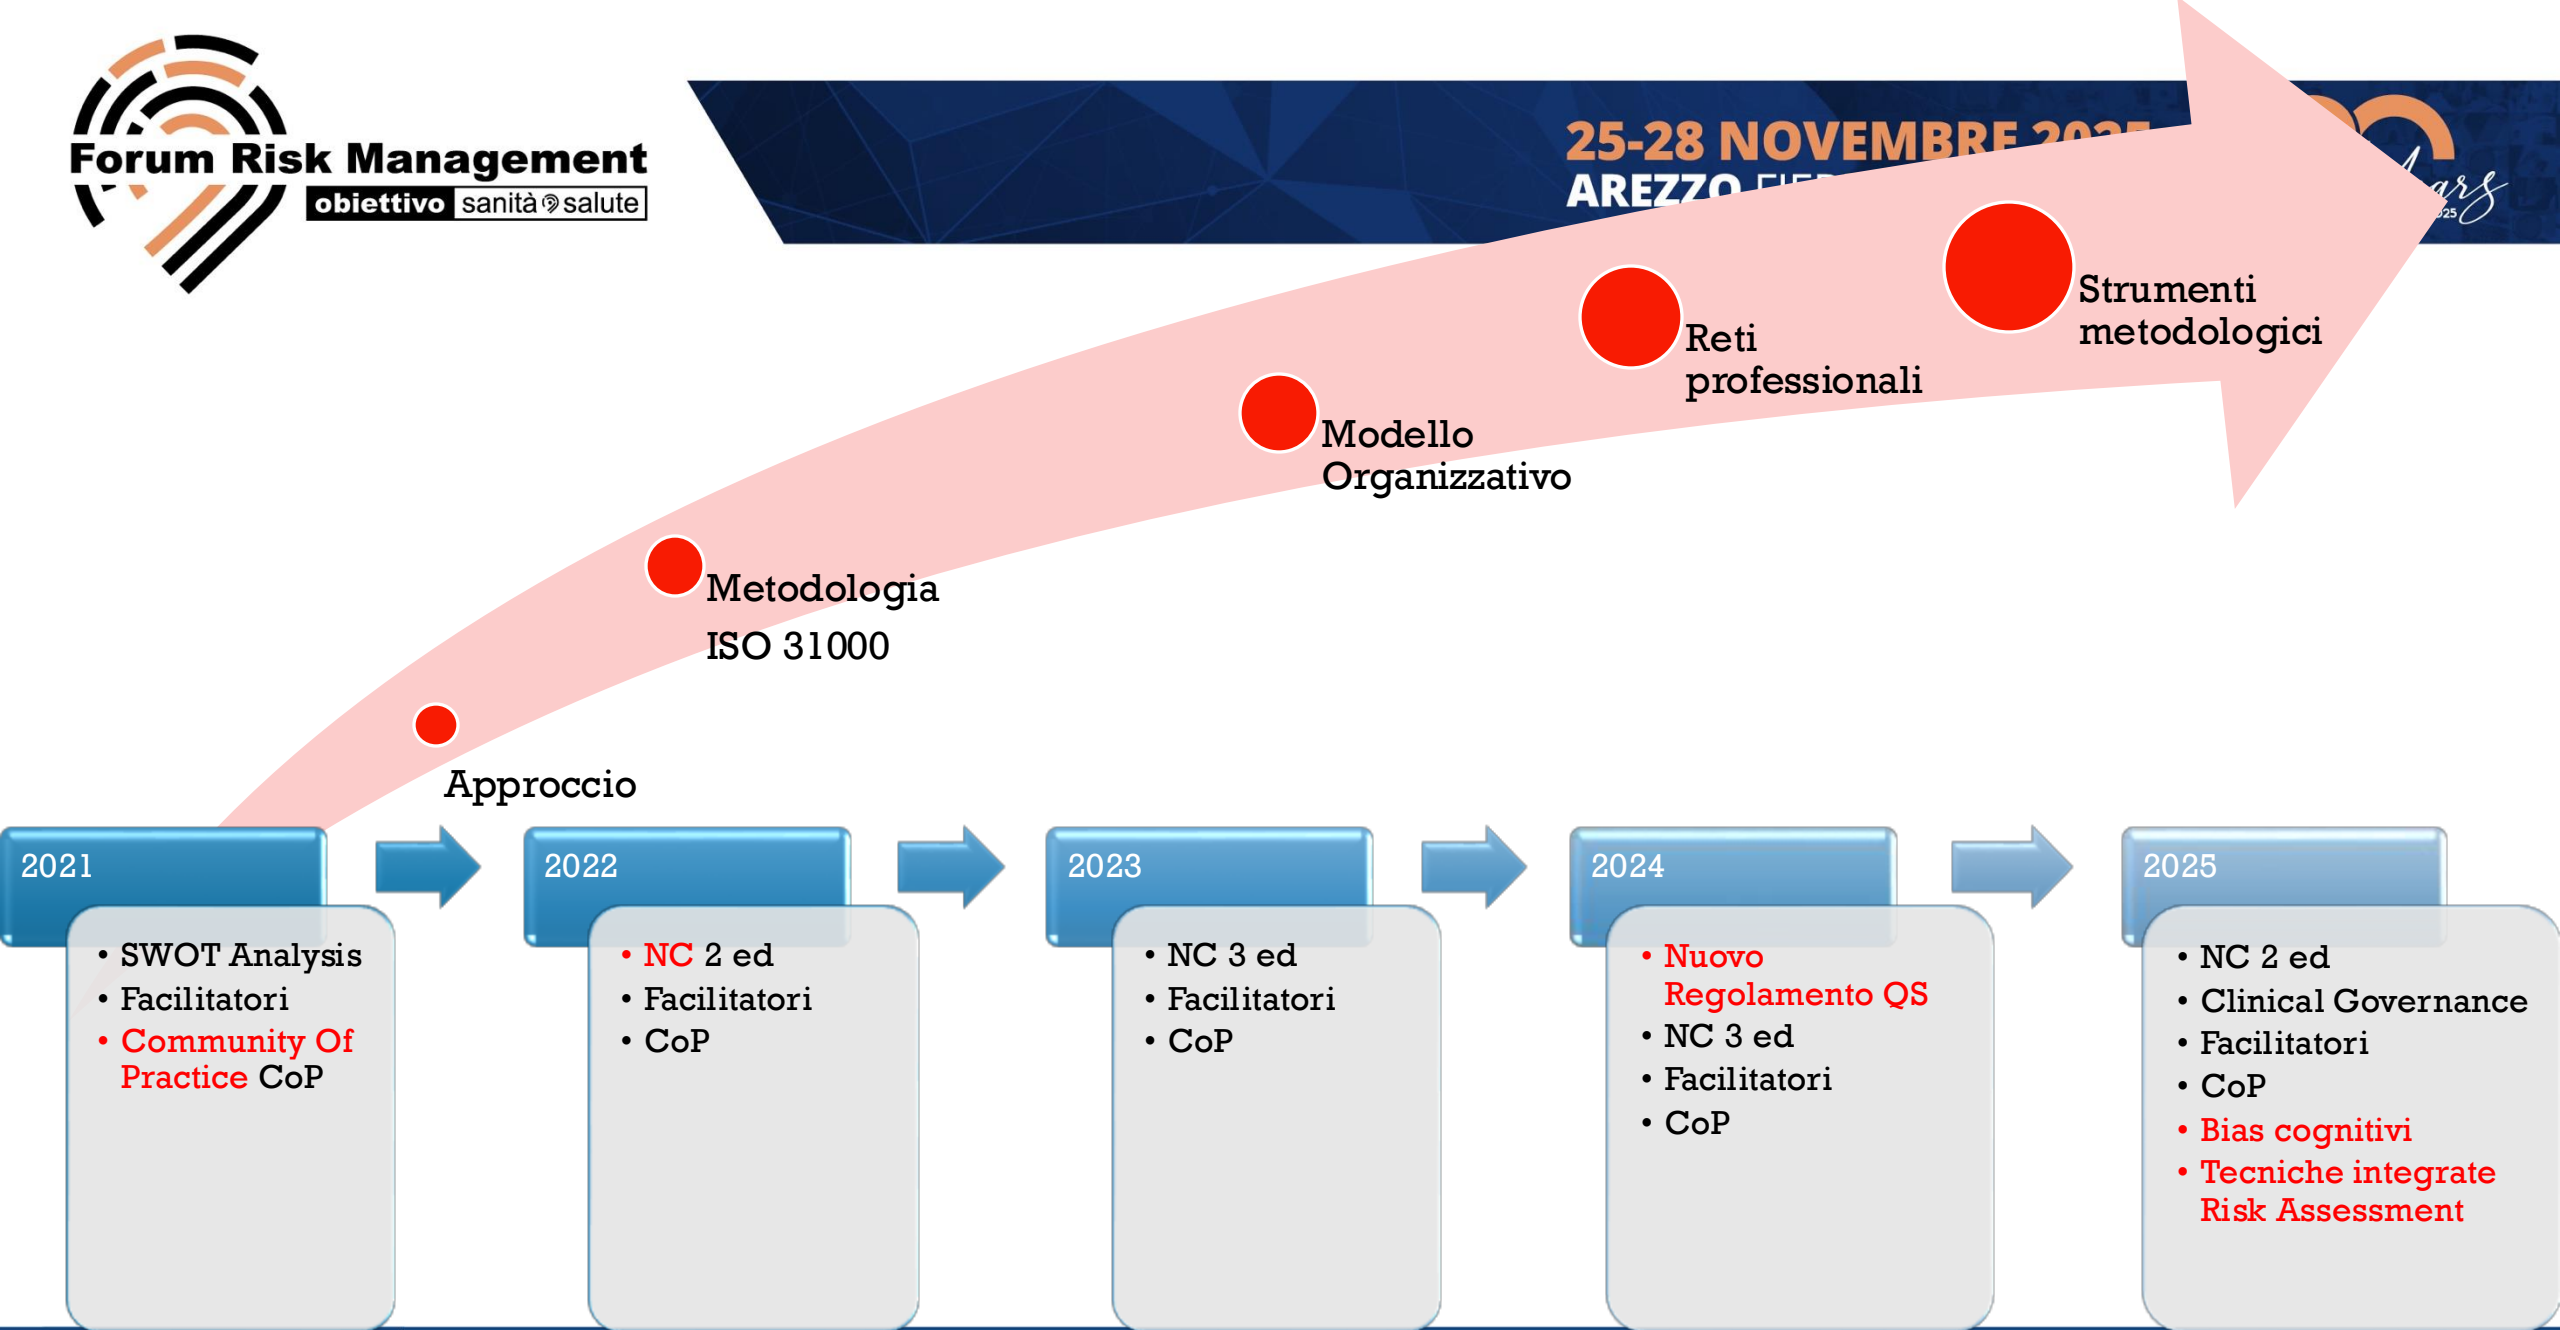 Forum Risk Management
obiettivo sanità salute
25-28 NOVEMBRE 2025
AREZZO
Strumenti
metodologici
Reti
professionali
Modello
Organizzativo
Metodologia
ISO 31000
Approccio
2021
• SWOT Analysis
• Facilitatori
• Community Of
Practice CoP
2022
• NC 2 ed
• Facilitatori
• CoP
2023
• NC 3 ed
• Facilitatori
• CoP
2024
• Nuovo
Regolamento QS
• NC 3 ed
• Facilitatori
• CoP
2025
• NC 2 ed
• Clinical Governance
• Facilitatori
• CoP
• Bias cognitivi
• Tecniche integrate
Risk Assessment